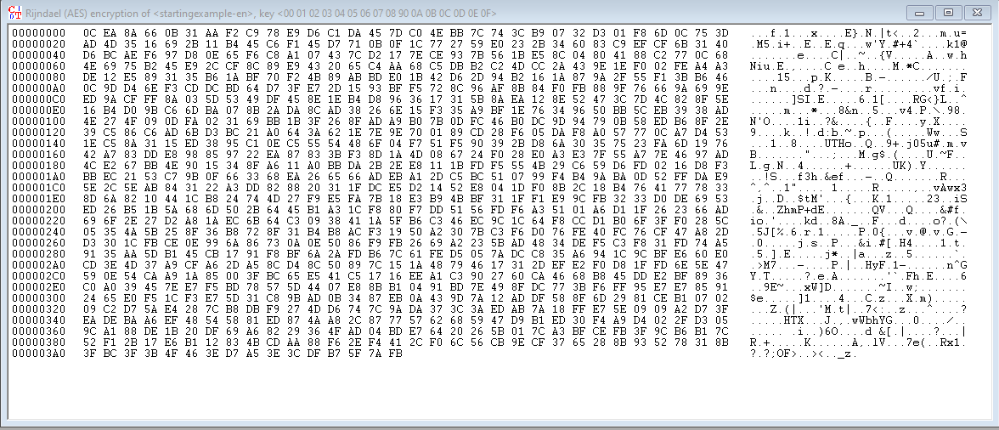 Rijndael (AES) encryption of <startingexample-en>, key <00 01 02 03 04 05 06 07 08 90 0A 0B 0C 0D 0E 0F>
00000000 0C EA 8A 66 0B 31 AA F2 C9 78 E9 D6 C1 DA 45 7D C0 4E BB 7C 74 3C B9 07 32 D3 01 F8 6D 0C 75 3D ...f.1...x....E}.N.|t<..2...m.u=
00000020 AD 4D 35 16 69 2B 11 B4 45 C6 F1 45 D7 71 0B 0F 1C 77 27 59 E0 23 2B 34 60 83 C9 EF CF 6B 31 40 .M5.i+..E..E.q...w'Y.#+4`....k1@
00000040 D6 BC AE F6 97 D8 0E 65 F6 C8 A1 07 43 7C D2 17 7E CE 93 7B 56 1B E5 8C 04 80 41 88 C2 77 0C 68 .......e....C|..~..{V.....A..w.h
00000060 4E 69 75 B2 45 E9 2C CF 8C 89 E9 43 20 65 C4 AA 68 C5 DB B2 C2 4D CC 2A 43 9E 1E F0 02 FE A4 A3 Niu.E.,....C e..h....M.*C.......
00000080 DE 12 E5 89 31 35 B6 1A BF 70 F2 4B 89 AB BD E0 1B 42 D6 2D 94 B2 16 1A 87 9A 2F 55 F1 3B B6 46 ....15...p.K.....B.-....../U.;.F
000000A0 0C 9D D4 6E F3 CD DC BD 64 D7 3F E7 2D 15 93 BF F5 72 8C 96 AF 8B 84 F0 FB 88 9F 76 66 9A 69 9E ...n....d.?.-....r.........vf.i.
000000C0 ED 9A CF FF 8A 03 5D 53 49 DF 45 8E 1E B4 D8 96 36 17 31 5B 8A EA 12 8E 52 47 3C 7D 4C 82 8F 5E ......]SI.E.....6.1[....RG<}L..^
000000E0 16 B4 D0 9B C6 6D BA 07 8B 2A DA 8C AD 38 26 6E 15 F3 35 A9 BF 1E 76 34 96 50 BB 5C EB 39 38 AD .....m...*...8&n..5...v4.P.\.98.
00000100 4E 27 4F 09 0D FA 02 31 69 BB 1B 3F 26 8F AD A9 B0 7B 0D FC 46 B0 DC 9D 94 79 0B 58 ED B6 8F 2E N'O....1i..?&....{..F....y.X....
00000120 39 C5 86 C6 AD 6B D3 BC 21 A0 64 3A 62 1E 7E 9E 70 01 89 CD 28 F6 05 DA F8 A0 57 77 0C A7 D4 53 9....k..!.d:b.~.p...(.....Ww...S
00000140 1E C5 8A 31 15 ED 38 95 C1 0E C5 55 54 48 6F 04 F7 51 F5 90 39 2B D8 6A 30 35 75 23 FA 6D 19 76 ...1..8....UTHo..Q..9+.j05u#.m.v
00000160 42 A7 83 DD E8 98 85 97 22 EA 87 83 3B F3 8D 1A 4D 08 67 24 F0 28 E0 A3 E3 7F 55 A7 7E 46 97 AD B......."...;...M.g$.(....U.~F..
00000180 4C E2 67 BB 4E 90 15 34 8F A6 11 A0 BB DA 2B 2E E8 11 1B FD F5 55 4B 29 C6 59 D6 FD 02 16 D8 F3 L.g.N..4......+......UK).Y......
000001A0 BB EC 21 53 C7 9B 0F 66 33 68 EA 26 65 66 AD EB A1 2D C5 BC 51 07 99 F4 B4 9A BA 0D 52 FF DA E9 ..!S...f3h.&ef...-..Q.......R...
000001C0 5E 2C 5E AB 84 31 22 A3 DD 82 88 20 31 1F DC E5 D2 14 52 E8 04 1D F0 8B 2C 18 B4 76 41 77 78 33 ^,^..1".... 1.....R.....,..vAwx3
000001E0 8D 6A 82 10 44 1C B8 24 74 4D 27 F9 E5 FA 7B 18 E3 B9 4B BF 31 1F F1 E9 9C FB 32 33 D0 DE 69 53 .j..D..$tM'...{...K.1.....23..iS
00000200 ED 26 B5 1B 5A 68 6D 50 2B 64 45 B1 A3 1C F8 80 F7 DD 51 56 FD F6 A3 51 01 A6 D1 1F 26 23 66 AD .&..ZhmP+dE.......QV...Q....&#f.
00000220 69 6F 2E 27 D2 A8 1A EC 6B 64 C3 09 38 41 1A 5F B6 C3 46 EC 9C 1C 64 F8 CC D1 B0 6F 3F F0 28 5C io.'....kd..8A._..F...d....o?.(\
00000240 05 35 4A 5B 25 8F 36 B8 72 8F 31 B4 B8 AC F3 19 50 A2 30 7B C3 F6 D0 76 FE 40 FC 76 CF 47 A8 2D .5J[%.6.r.1.....P.0{...v.@.v.G.-
00000260 D3 30 1C FB CE 0E 99 6A 86 73 0A 0E 50 86 F9 FB 26 69 A2 23 5B AD 48 34 DE F5 C3 F8 31 FD 74 A5 .0.....j.s..P...&i.#[.H4....1.t.
00000280 91 35 AA 5D B1 45 CB 17 91 F8 BF 6A 2A FD B6 7C 61 FE D5 05 7A DC C8 35 A6 94 1C 9C BF E6 60 E0 .5.].E.....j*..|a...z..5......`.
000002A0 CD 3E 4D 37 A9 CF A6 2D A5 8C D4 8C 50 89 7C 15 1A 48 79 46 17 31 2D EF E2 F0 D8 1F FD 6E 5E 47 .>M7...-....P.|..HyF.1-......n^G
000002C0 59 0E 54 CA A9 1A 85 00 3F BC 65 E5 41 C5 17 16 EE A1 C3 90 27 60 CA 46 68 B8 45 DD E2 BF 89 36 Y.T.....?.e.A.......'`.Fh.E....6
000002E0 C0 A0 39 45 7E E7 F5 BD 78 57 5D 44 07 E8 8B B1 04 91 BD 7E 49 8F DC 77 3B F6 FF 95 E7 E7 85 91 ..9E~...xW]D.......~I..w;.......
00000300 24 65 E0 F5 1C F3 E7 5D 31 C8 9B AD 0B 34 87 EB 0A 43 9D 7A 12 AD DF 58 8F 6D 29 81 CE B1 07 02 $e.....]1....4...C.z...X.m).....
00000320 09 C2 D7 5A E4 28 7C B8 DB BF 9E 27 4D D6 74 7C 9A DA 37 3C 3A ED AB 7A 18 F7 5E 09 09 A2 D7 3F ...Z.(|....'M.t|..7<:..z..^....?
00000340 EA DE BA A6 EF 48 54 58 81 ED 87 4A A8 2C 87 77 57 62 68 59 47 D9 B1 ED 30 F4 A9 D4 02 2F D3 05 .....HTX...J.,.wWbhYG...0..../..
00000360 9C A1 88 DE 1B 20 DF 69 A6 82 29 36 4F AD 04 BD E7 64 20 26 5B 01 7C A3 BF CE FB 3F 9C B6 B1 7C ..... .i..)6O....d &[.|....?...|
00000380 52 F1 2B 17 E6 B1 12 83 4B CD AA 88 F6 2E F4 41 2C F0 6C 56 CB 9E CF 37 65 28 8B 93 52 78 31 8B R.+.....K......A,.lV...7e(..Rx1.
000003A0 3F BC 3F 3B 4F 46 3E D7 A5 3E 3C DF B7 5F 7A FB ?.?;OF>..><.._z.